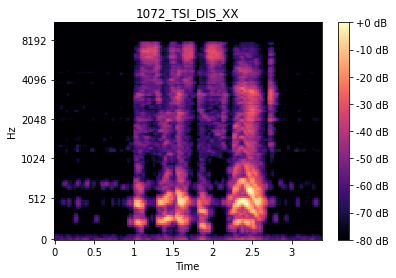 1072_TSI_DIS_XX
8192
4096
2048
1024
512
0
Hz
0 0.5 1 1.5 2 2.5 3
Time
+0 dB
-10 dB
-20 dB
-30 dB
-40 dB
-50 dB
-60 dB
-70 dB
-80 dB